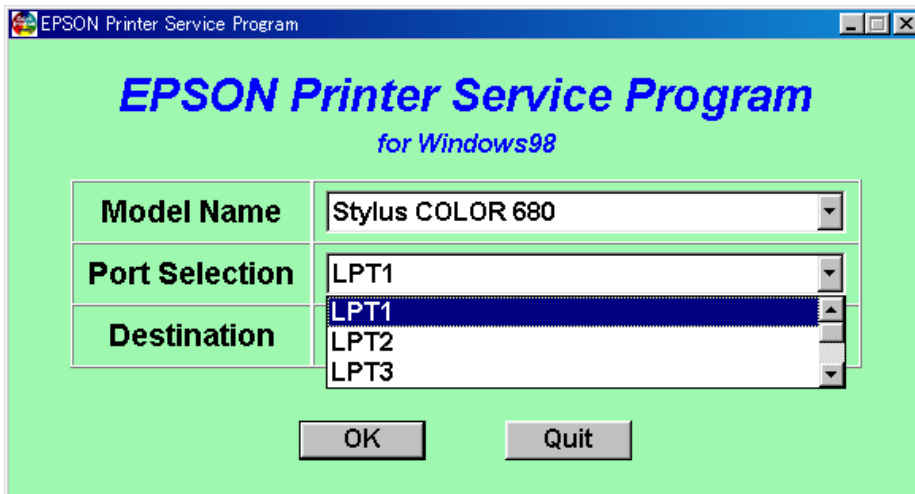 EPSON Printer Service Program
EPSON Printer Service Program
for Windows98
Model Name
Stylus COLOR 680
Port Selection
LPT1
LPT1
LPT2
Destination
LPT3
OK
Quit